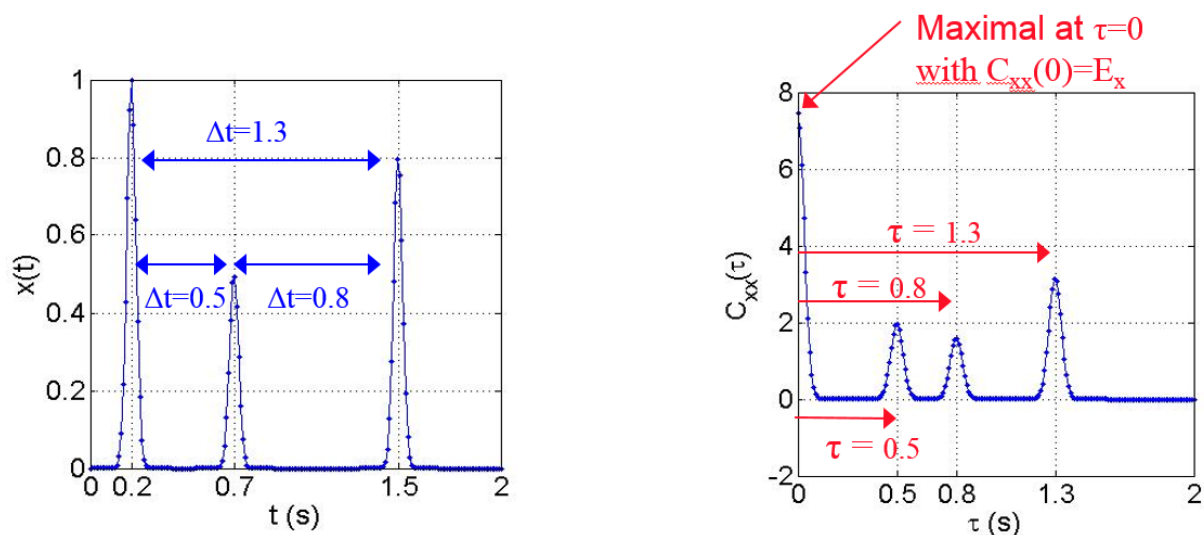 Maximal at τ=0
with Cxx(0)=Ex
x(t)
1
0.8
0.6
0.4
0.2
0
Δt=1.3
Δt=0.5
Δt=0.8
0 0.2 0.7 1.5 2
t (s)
Cxx(τ)
8
6
4
2
0
-2
τ = 1.3
τ = 0.8
τ = 0.5
0 0.5 0.8 1.3 2
τ (s)